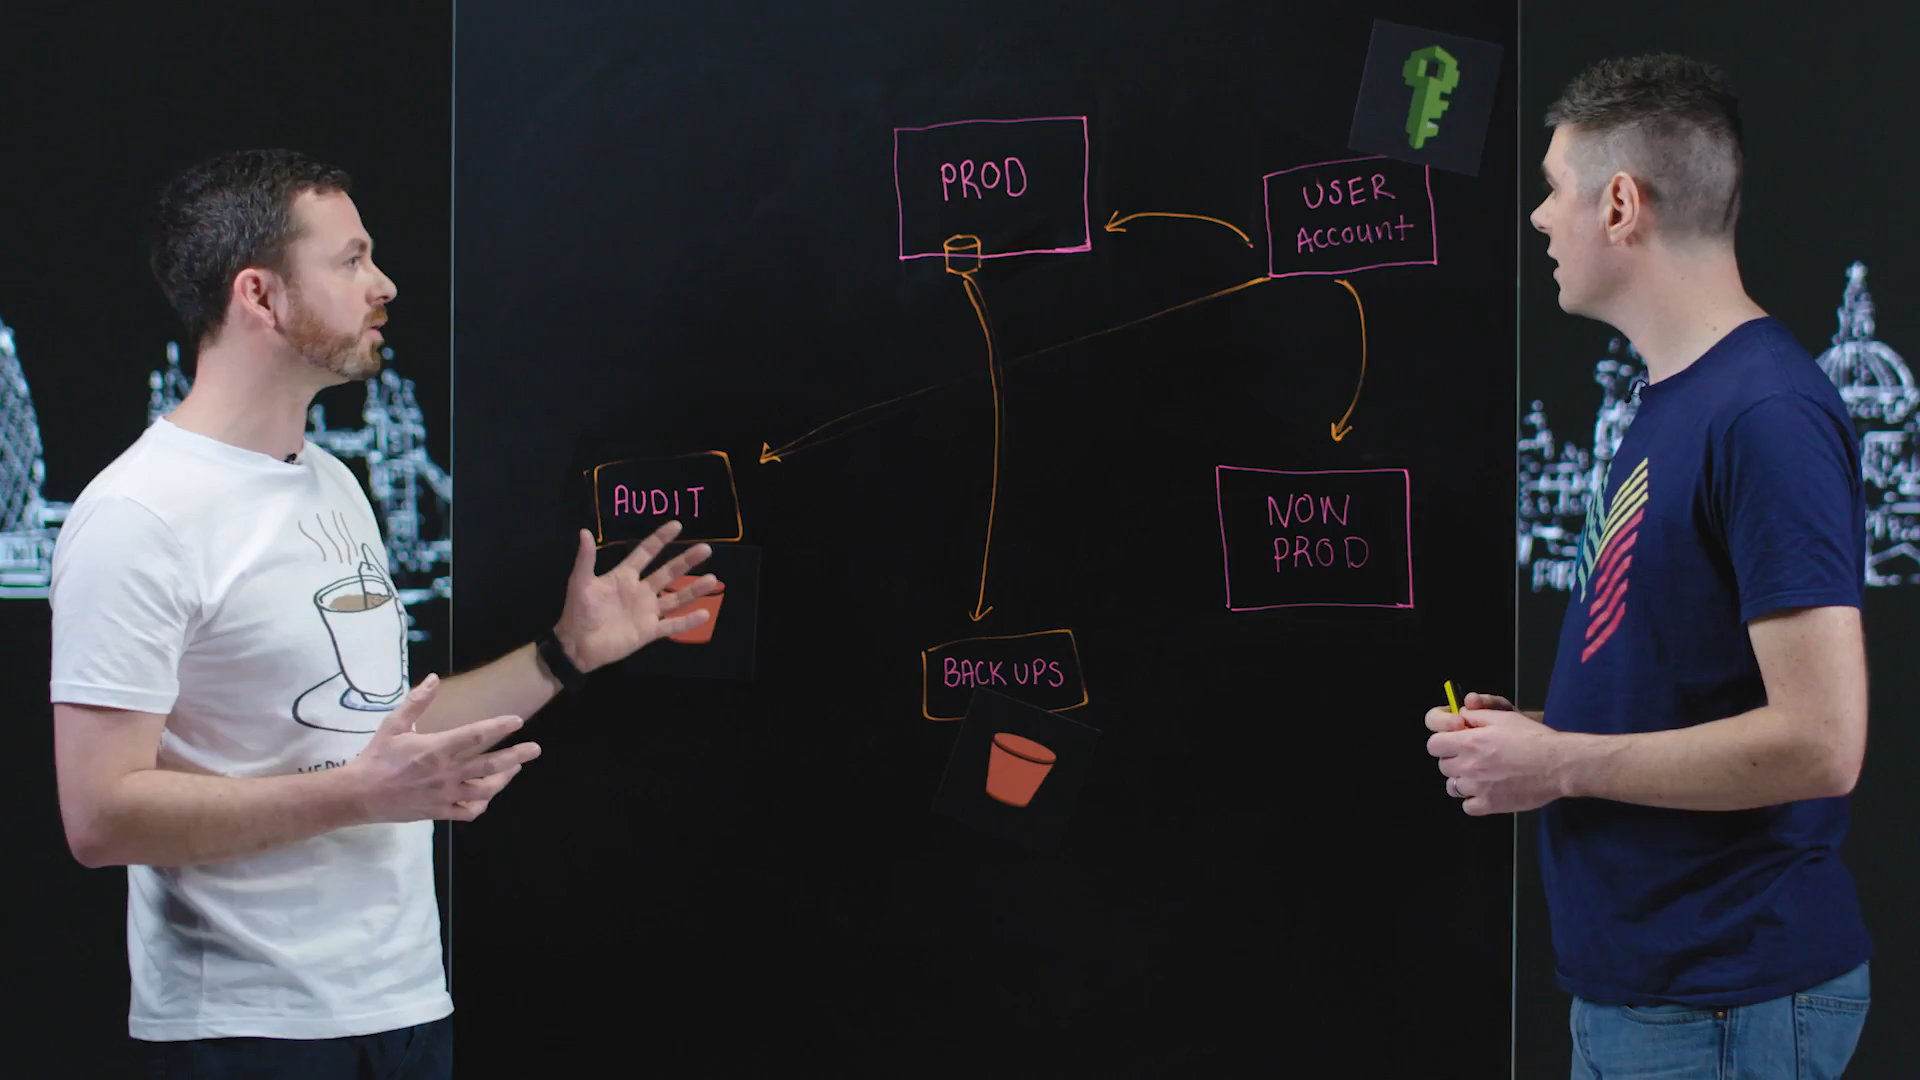 PROD
USER
Account
AUDIT
NON
PROD
BACKUPS